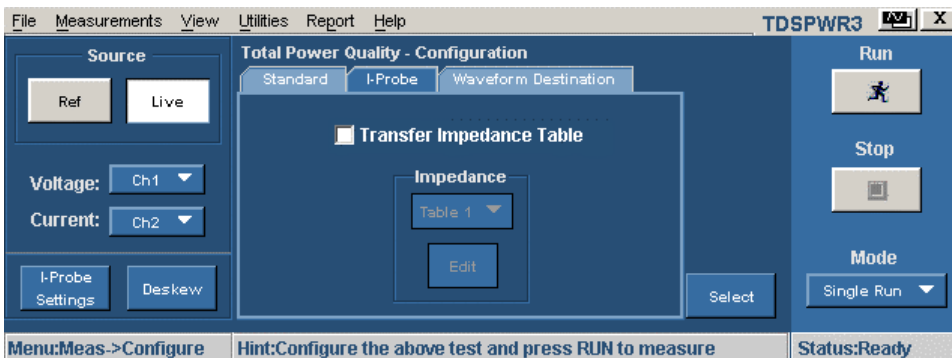 File Measurements View Utilities Report Help TDSPWR3 X
Source
Ref Live
Voltage: Ch1
Current: Ch2
I-Probe Settings
Deskew
Total Power Quality - Configuration
Standard I-Probe Waveform Destination
Transfer Impedance Table
Impedance
Table 1
Edit
Select
Run
Stop
Mode
Single Run
Menu:Meas->Configure Hint:Configure the above test and press RUN to measure Status:Ready